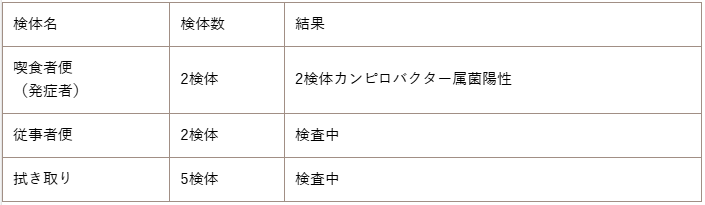 検体名 検体数 結果
喫食者便
（発症者） 2検体 2検体カンピロバクター属菌陽性
従事者便 2検体 検査中
拭き取り 5検体 検査中